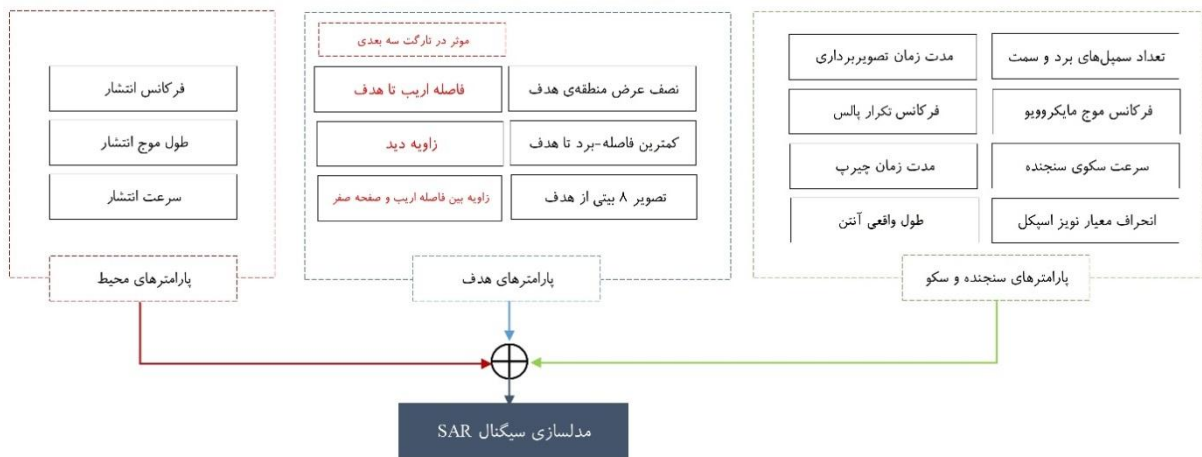 تعداد سمپل‌های برد و سمت
مدت زمان تصویربرداری
فرکانس موج مایکروویو
فرکانس تکرار پالس
سرعت سکوی سنجنده
مدت زمان چیرپ
انحراف معیار نویز اسپکل
طول واقعی آنتن
پارامترهای سنجنده و سکو
موثر در تارگت سه بعدی
نصف عرض منطقه‌ی هدف
فاصله اریب تا هدف
کمترین فاصله-برد تا هدف
زاویه دید
تصویر ۸ بیتی از هدف
زاویه بین فاصله اریب و صفحه صفر
پارامترهای هدف
فرکانس انتشار
طول موج انتشار
سرعت انتشار
پارامترهای محیط
مدلسازی سیگنال SAR